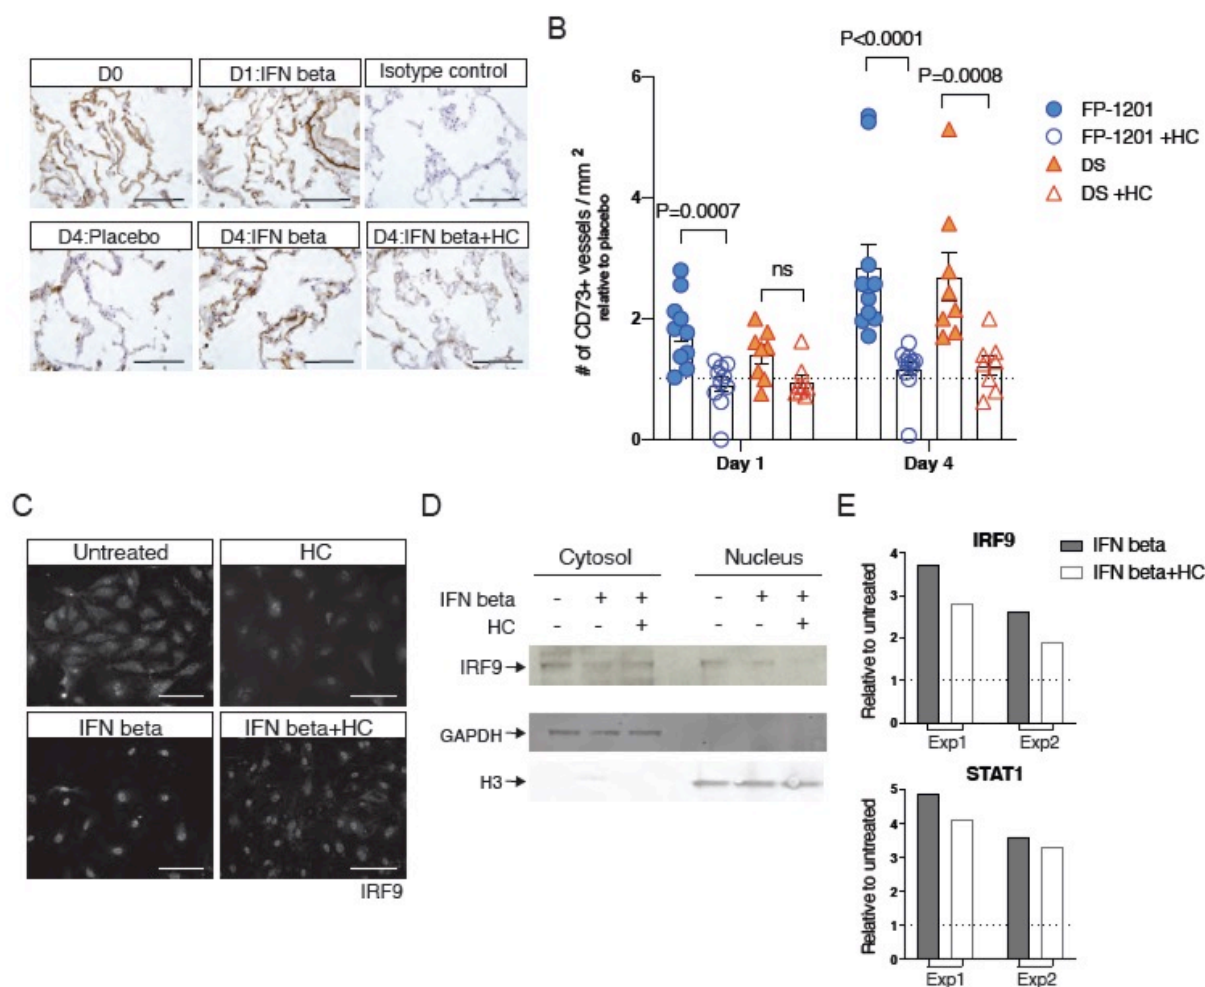 D0
D1:IFN beta
Isotype control
D4:Placebo
D4:IFN beta
D4:IFN beta+HC
B
# of CD73+ vessels / mm 2
relative to placebo
6
4
2
0
P=0.0007
ns
P<0.0001
P=0.0008
Day 1
Day 4
FP-1201
FP-1201 +HC
DS
DS +HC
C
Untreated
HC
IFN beta
IFN beta+HC
IRF9
D
Cytosol Nucleus
IFN beta - + + - + +
HC - - + - - +
IRF9
GAPDH
H3
E
IRF9
Relative to untreated
4
3
2
1
0
Exp1
Exp2
IFN beta
IFN beta+HC
STAT1
Relative to untreated
5
4
3
2
1
0
Exp1
Exp2